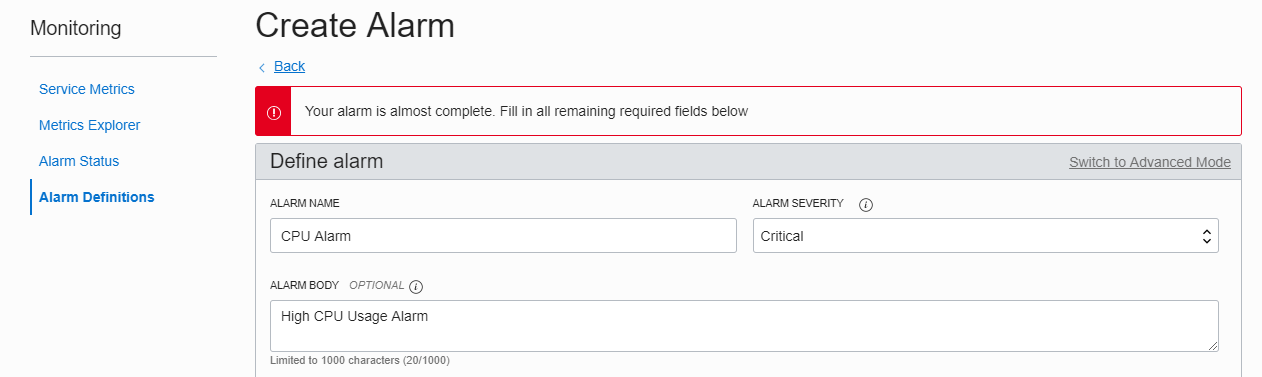 Monitoring
Service Metrics
Metrics Explorer
Alarm Status
Alarm Definitions
Create Alarm
Back
Your alarm is almost complete. Fill in all remaining required fields below
Define alarm
Switch to Advanced Mode
ALARM NAME
CPU Alarm
ALARM SEVERITY
Critical
ALARM BODY OPTIONAL
High CPU Usage Alarm
Limited to 1000 characters (20/1000)